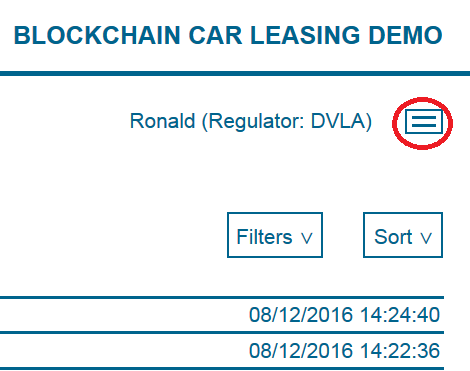 BLOCKCHAIN CAR LEASING DEMO
Ronald (Regulator: DVLA)
Filters ∨ Sort ∨
08/12/2016 14:24:40
08/12/2016 14:22:36